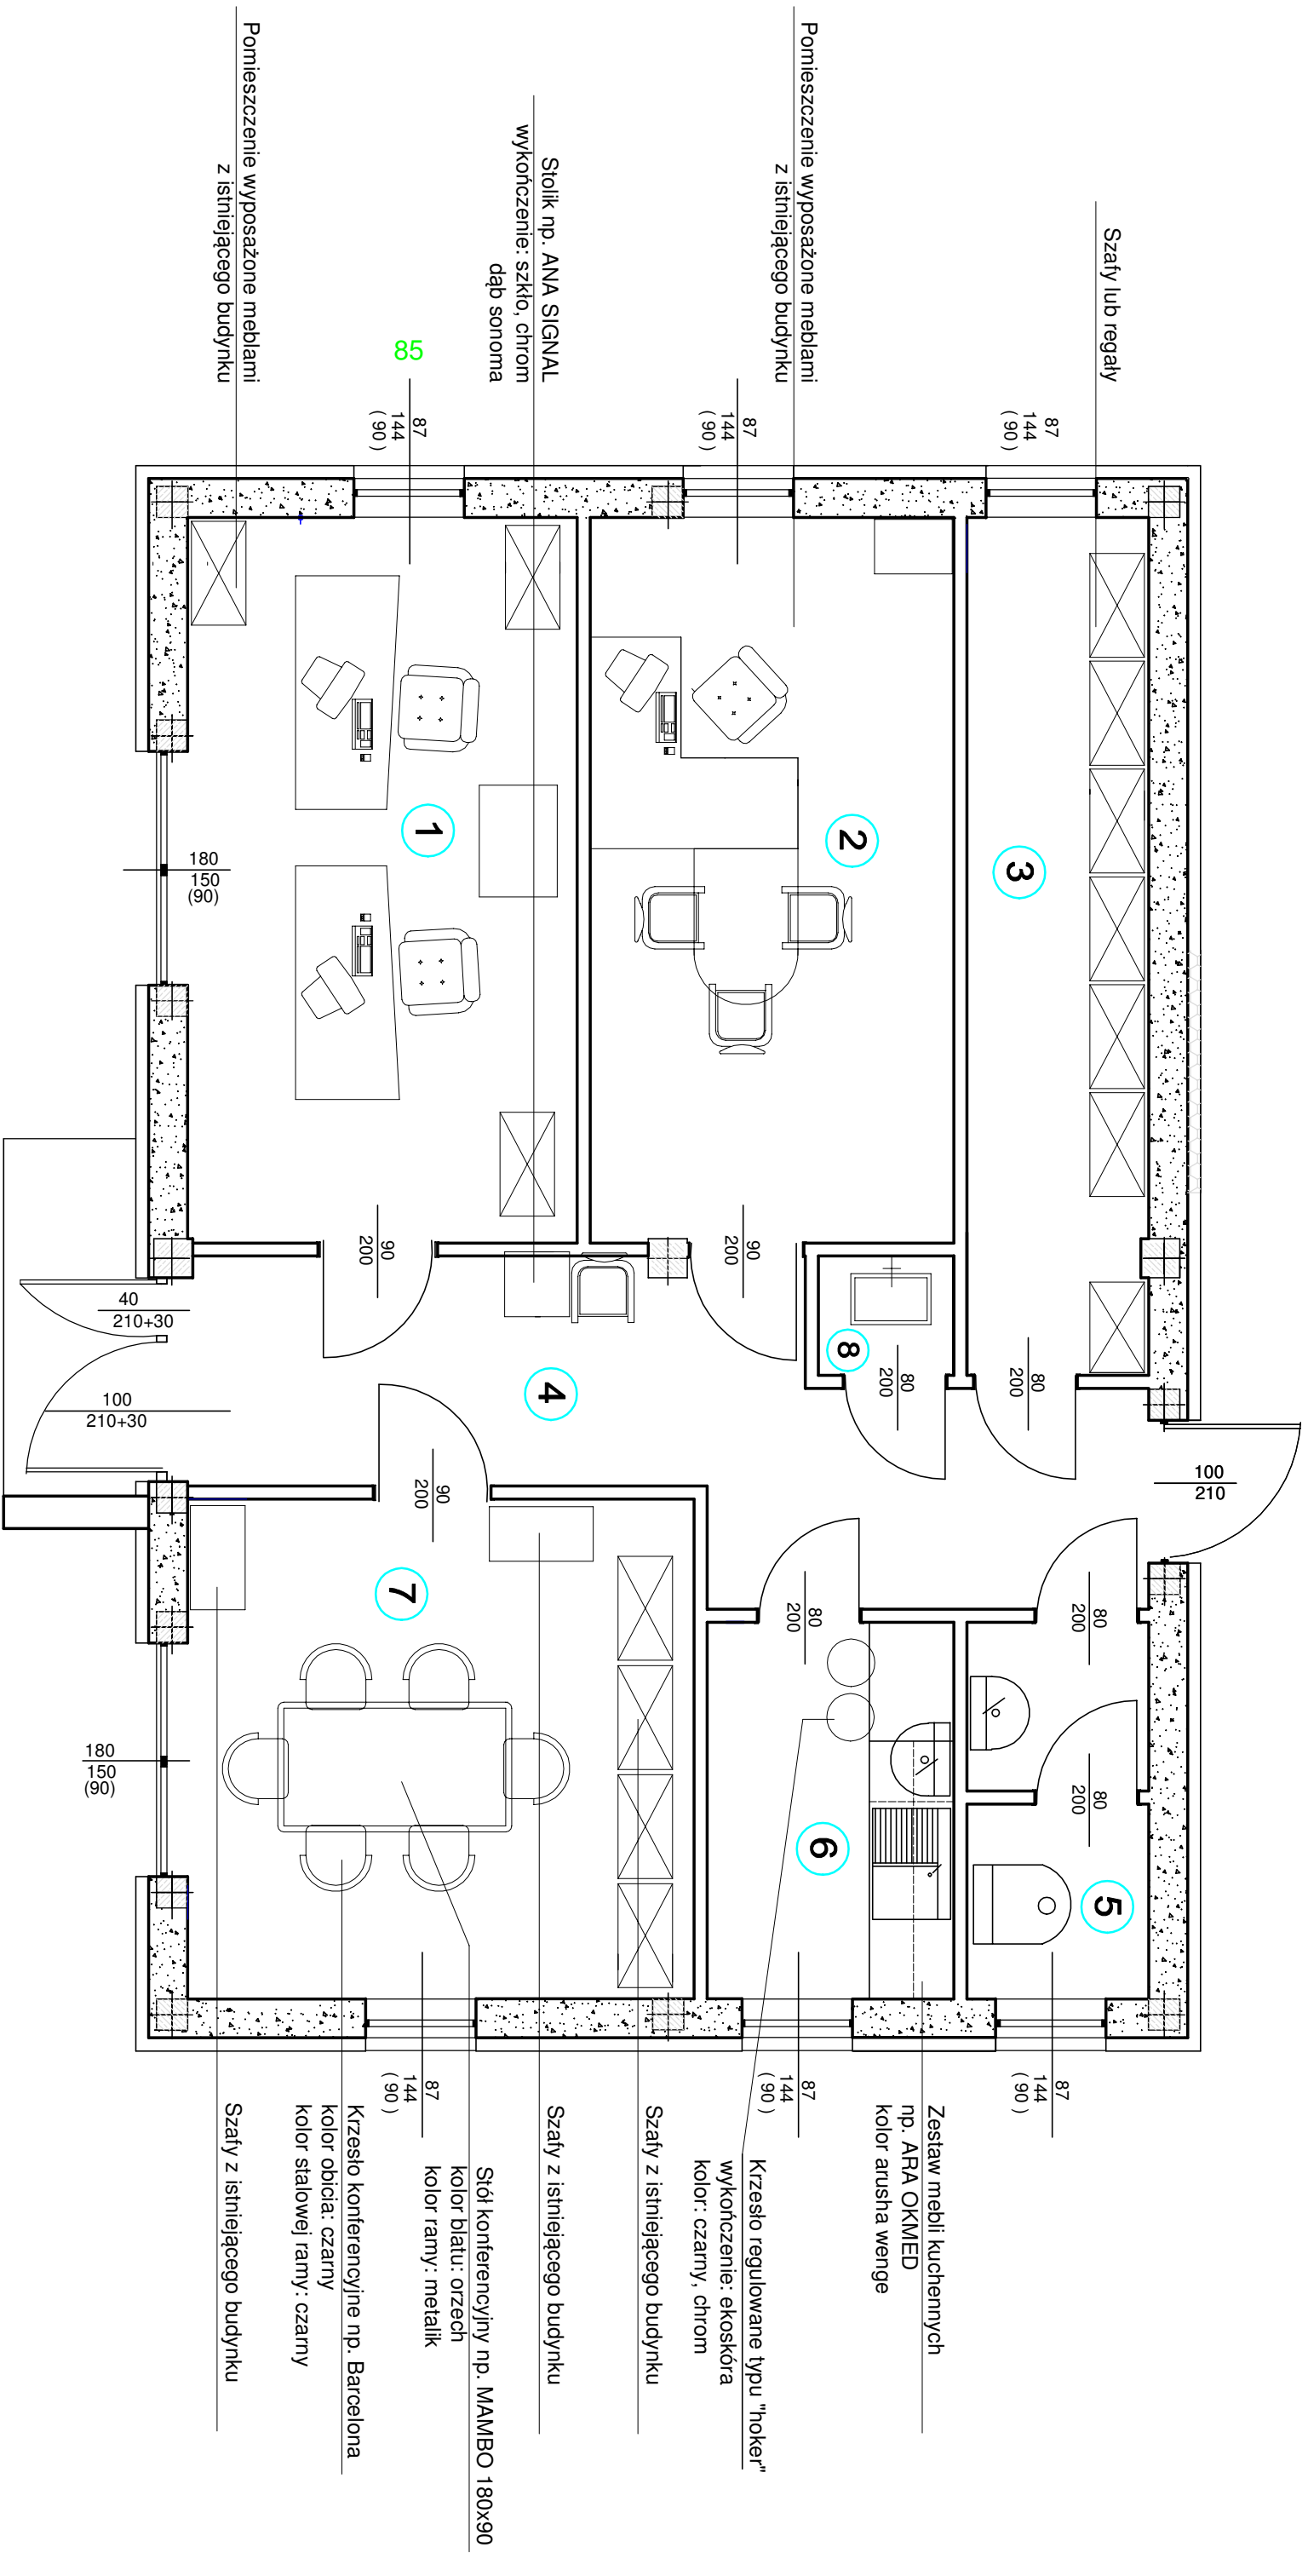 Szafy lub regały
Pomieszczenie wyposażone meblami
z istniejącego budynku
Stolik np. ANA SIGNAL
wykończenie: szkło, chrom
dąb sonoma
Pomieszczenie wyposażone meblami
z istniejącego budynku
85
87
144
( 90 )
87
144
( 90 )
87
144
( 90 )
1
2
3
4
5
6
7
8
180
150
(90)
90
200
90
200
80
200
80
200
40
210+30
100
210+30
100
210
90
200
80
200
80
200
80
200
180
150
(90)
87
144
( 90 )
87
144
( 90 )
87
144
( 90 )
Zestaw mebli kuchennych
np. ARA OKMED
kolor arusha wenge
Krzesło regulowane typu "hoker"
wykończenie: ekoskóra
kolor: czarny, chrom
Szafy z istniejącego budynku
Szafy z istniejącego budynku
Stół konferencyjny np. MAMBO 180x90
kolor blatu: orzech
kolor ramy: metalik
Krzesło konferencyjne np. Barcelona
kolor obicia: czarny
kolor stalowej ramy: czarny
Szafy z istniejącego budynku